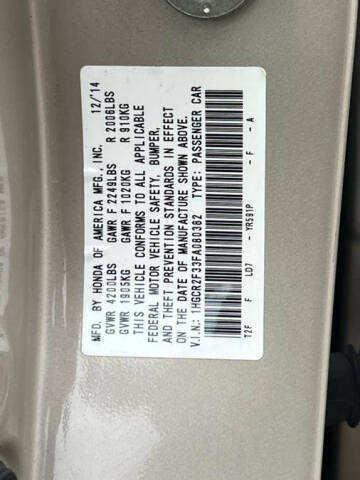 MFD. BY HONDA OF AMERICA MFG., INC. 12/'14
GVWR 4200LBS GAWR F 2249LBS R 2006LBS
GVWR 1905KG GAWR F 1020KG R 910KG
THIS VEHICLE CONFORMS TO ALL APPLICABLE
FEDERAL MOTOR VEHICLE SAFETY, BUMPER,
AND THEFT PREVENTION STANDARDS IN EFFECT
ON THE DATE OF MANUFACTURE SHOWN ABOVE.
V.I.N.: 1HGCR2F33FA080382 TYPE: PASSENGER CAR
T2F F LD7 - YR591P - F - A